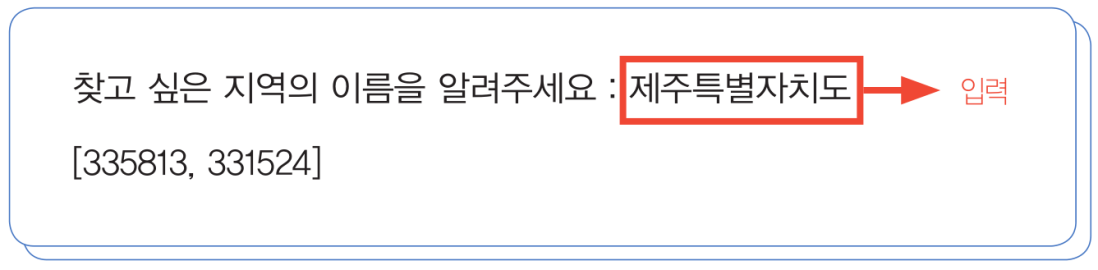 찾고 싶은 지역의 이름을 알려주세요 : 제주특별자치도 입력
[335813, 331524]